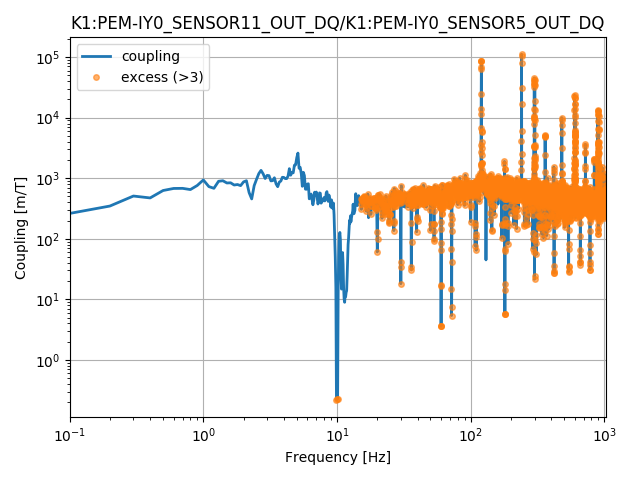 K1:PEM-IY0_SENSOR11_OUT_DQ/K1:PEM-IY0_SENSOR5_OUT_DQ
coupling
excess (>3)
Coupling [m/T]
10^5
10^4
10^3
10^2
10^1
10^0
10^-1
10^0
10^1
10^2
10^3
Frequency [Hz]